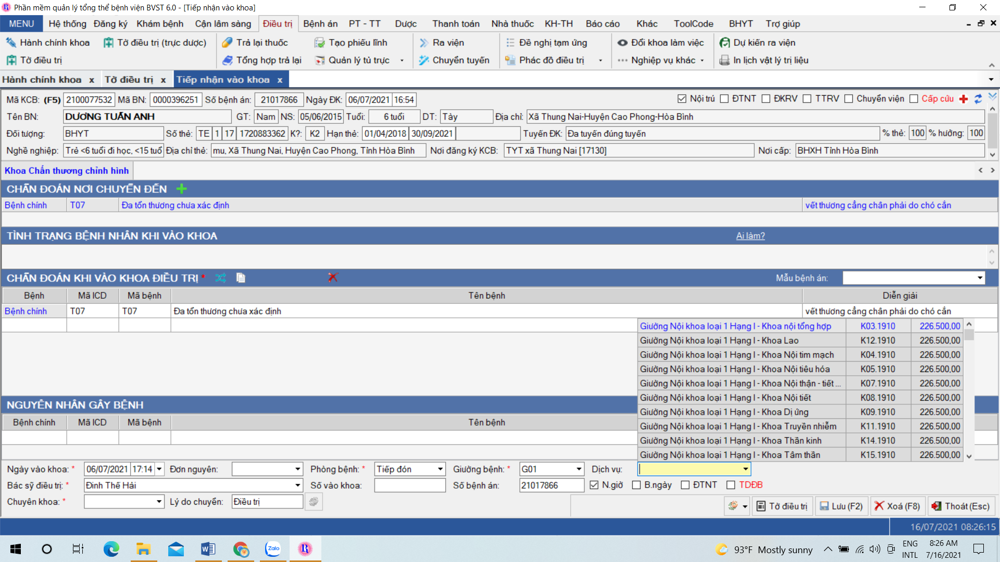 Phần mềm quản lý tổng thể bệnh viện BVST 6.0 - [Tiếp nhận vào khoa]
MENU Hệ thống Đăng ký Khám bệnh Cận lâm sàng Điều trị Bệnh án PT - TT Dược Thanh toán Nhà thuốc KH-TH Báo cáo Khác ToolCode BHYT Trợ giúp
Hành chính khoa Tờ điều trị (trực dược) Trả lại thuốc Tạo phiếu lĩnh Ra viện Đề nghị tạm ứng Đổi khoa làm việc Dự kiến ra viện
Tờ điều trị Tổng hợp trả lại Quản lý tủ trực Chuyển tuyến Phác đồ điều trị Nghiệp vụ khác In lịch vật lý trị liệu
Hành chính khoa x Tờ điều trị x Tiếp nhận vào khoa x
Mã KCB: (F5) 2100077532 Mã BN: 0000396251 Số bệnh án: 21017866 Ngày ĐK: 06/07/2021 16:54 Nội trú ĐTNT ĐKRV TTRV Chuyển viện Cấp cứu
Tên BN: DƯƠNG TUẤN ANH GT: Nam NS: 05/06/2015 Tuổi: 6 tuổi DT: Tày Địa chỉ: Xã Thung Nai-Huyện Cao Phong-Hòa Bình
Đối tượng: BHYT Số thẻ: TE 1 17 1720883362 K?: K2 Hạn thẻ: 01/04/2018 30/09/2021 Tuyến ĐK: Đa tuyến đúng tuyến % thẻ: 100 % hưởng: 100
Nghề nghiệp: Trẻ <6 tuổi đi học, <15 tuổ Địa chỉ thẻ: mu, Xã Thung Nai, Huyện Cao Phong, Tỉnh Hòa Bình Nơi đăng ký KCB: TYT xã Thung Nai [17130] Nơi cấp: BHXH Tỉnh Hòa Bình
Khoa Chấn thương chỉnh hình
CHẨN ĐOÁN NƠI CHUYỂN ĐẾN
Bệnh chính T07 Đa tổn thương chưa xác định vết thương cẳng chân phải do chó cắn
TÌNH TRẠNG BỆNH NHÂN KHI VÀO KHOA Ai làm?
CHẨN ĐOÁN KHI VÀO KHOA ĐIỀU TRỊ * Mẫu bệnh án:
Bệnh Mã ICD Mã bệnh Tên bệnh Diễn giải
Bệnh chính T07 T07 Đa tổn thương chưa xác định vết thương cẳng chân phải do chó cắn
Giường Nội khoa loại 1 Hạng I - Khoa nội tổng hợp K03.1910 226.500,00
Giường Nội khoa loại 1 Hạng I - Khoa Lao K12.1910 226.500,00
Giường Nội khoa loại 1 Hạng I - Khoa Nội tim mạch K04.1910 226.500,00
Giường Nội khoa loại 1 Hạng I - Khoa Nội tiêu hóa K05.1910 226.500,00
Giường Nội khoa loại 1 Hạng I - Khoa Nội thận - tiết ... K07.1910 226.500,00
Giường Nội khoa loại 1 Hạng I - Khoa Nội tiết K08.1910 226.500,00
Giường Nội khoa loại 1 Hạng I - Khoa Dị ứng K09.1910 226.500,00
Giường Nội khoa loại 1 Hạng I - Khoa Truyền nhiễm K11.1910 226.500,00
Giường Nội khoa loại 1 Hạng I - Khoa Thần kinh K14.1910 226.500,00
Giường Nội khoa loại 1 Hạng I - Khoa Tâm thần K15.1910 226.500,00
NGUYÊN NHÂN GÂY BỆNH
Bệnh chính Mã ICD Mã bệnh Tên bệnh
Ngày vào khoa: * 06/07/2021 17:14 Đơn nguyên: Phòng bệnh: * Tiếp đón Giường bệnh: * G01 Dịch vụ:
Bác sỹ điều trị: * Đinh Thế Hải Số vào khoa: Số bệnh án: 21017866 N.giờ B.ngày ĐTNT TDĐB
Chuyên khoa: * Lý do chuyển: Điều trị
Tờ điều trị Lưu (F2) Xoá (F8) Thoát (Esc)
16/07/2021 08:26:15
Zalo 93°F Mostly sunny ENG INTL 8:26 AM 7/16/2021